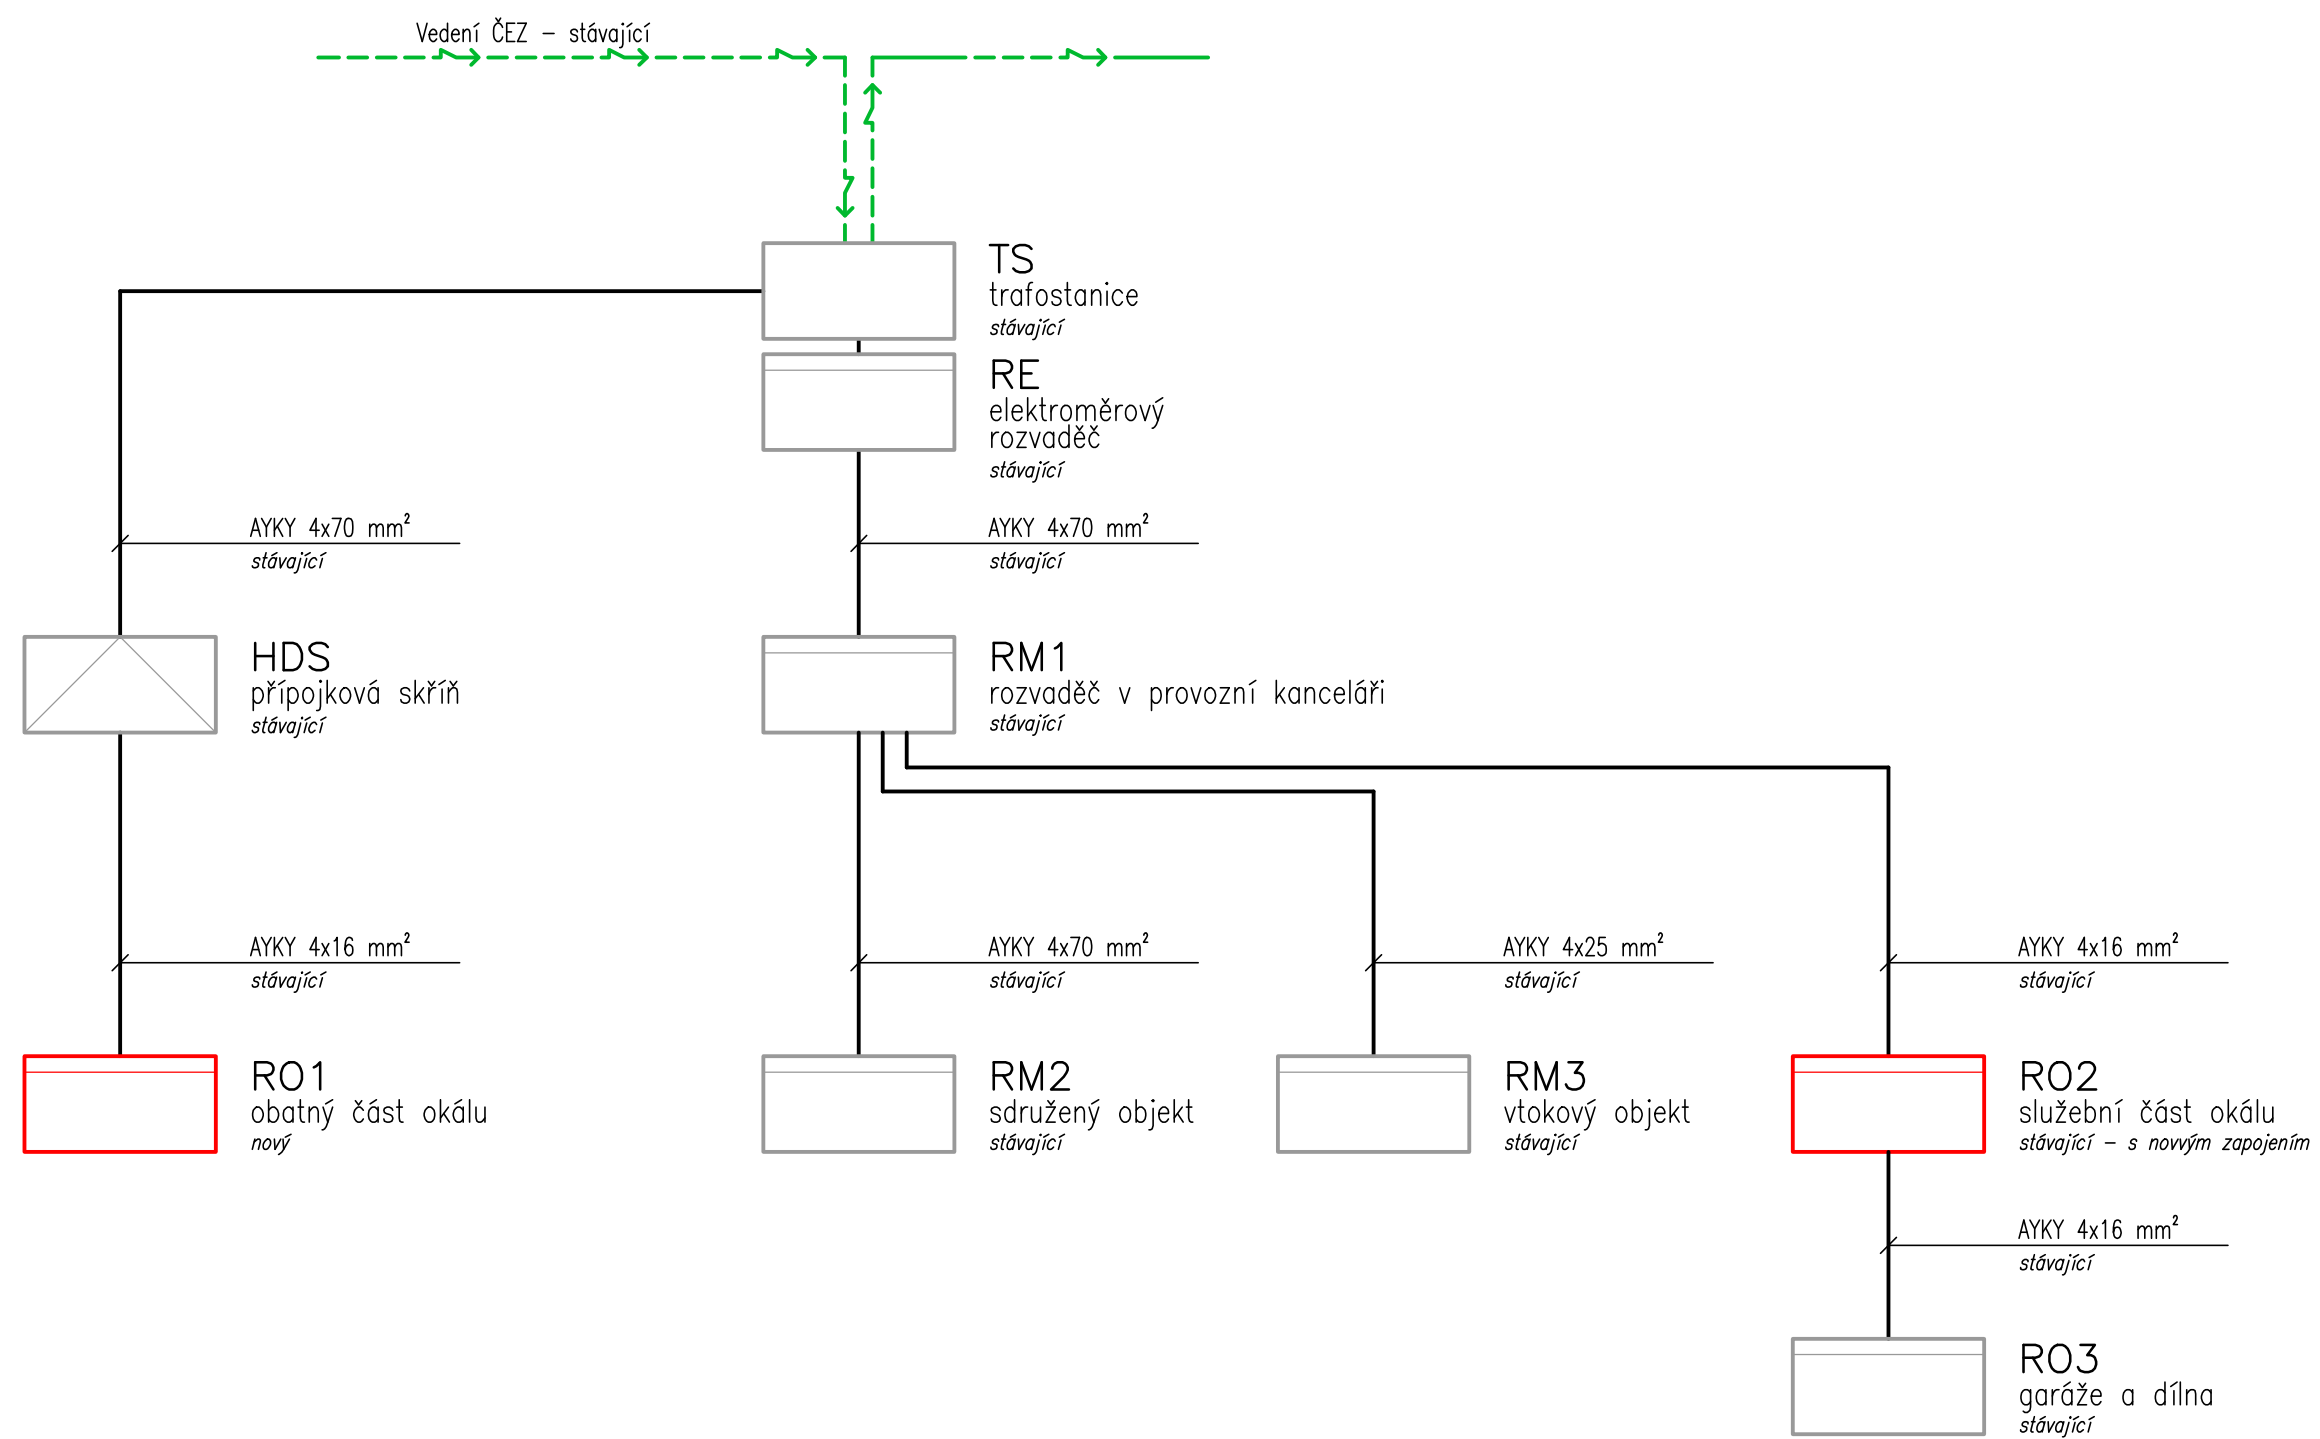 Vedení ČEZ – stávající
TS
trafostanice
stávající
RE
elektroměrový
rozvaděč
stávající
AYKY 4x70 mm²
stávající
AYKY 4x70 mm²
stávající
HDS
přípojková skříň
stávající
RM1
rozvaděč v provozní kanceláři
stávající
AYKY 4x16 mm²
stávající
AYKY 4x70 mm²
stávající
AYKY 4x25 mm²
stávající
AYKY 4x16 mm²
stávající
RO1
obatný část okálu
nový
RM2
sdružený objekt
stávající
RM3
vtokový objekt
stávající
RO2
služební část okálu
stávající – s novvým zapojením
AYKY 4x16 mm²
stávající
RO3
garáže a dílna
stávající